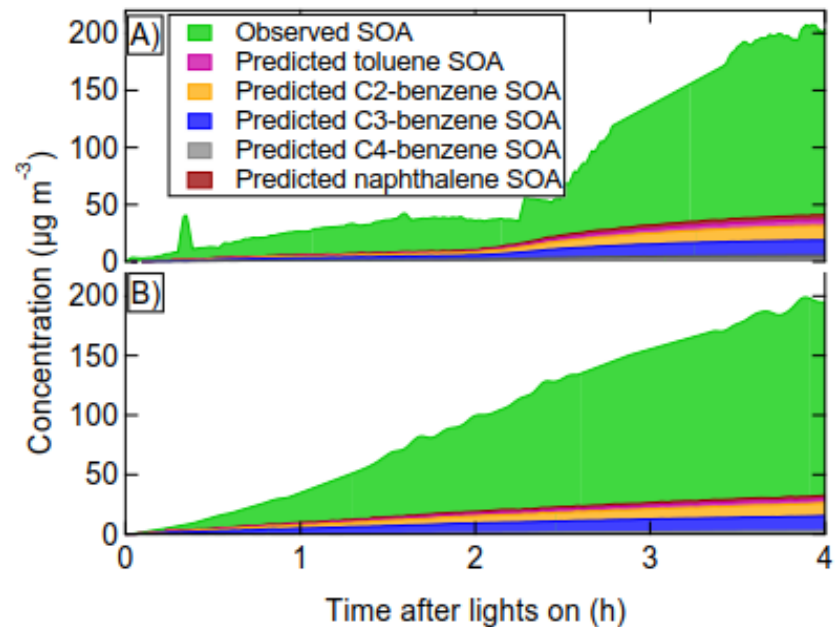 A)
Observed SOA
Predicted toluene SOA
Predicted C2-benzene SOA
Predicted C3-benzene SOA
Predicted C4-benzene SOA
Predicted naphthalene SOA
200
150
100
50
0
B)
200
150
100
50
0
Concentration (µg m⁻³)
0 1 2 3 4
Time after lights on (h)